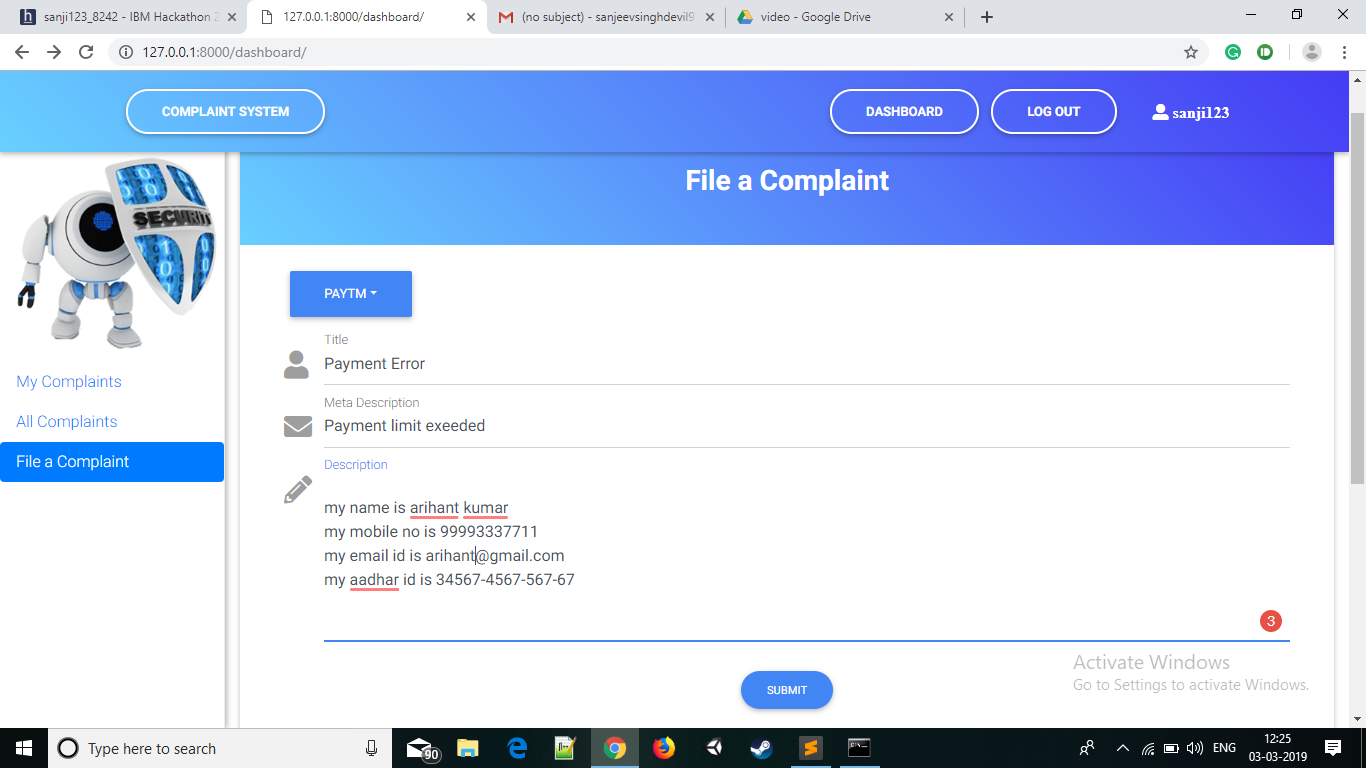 sanji123_8242 - IBM Hackathon 2
127.0.0.1:8000/dashboard/
(no subject) - sanjeevsinghdevil9
video - Google Drive
127.0.0.1:8000/dashboard/
COMPLAINT SYSTEM
DASHBOARD
LOG OUT
sanji123
SECURITY
File a Complaint
My Complaints
All Complaints
File a Complaint
PAYTM
Title
Payment Error
Meta Description
Payment limit exeeded
Description
my name is arihant kumar
my mobile no is 99993337711
my email id is arihant@gmail.com
my aadhar id is 34567-4567-567-67
3
SUBMIT
Activate Windows
Go to Settings to activate Windows.
Type here to search
90
ENG
12:25
03-03-2019